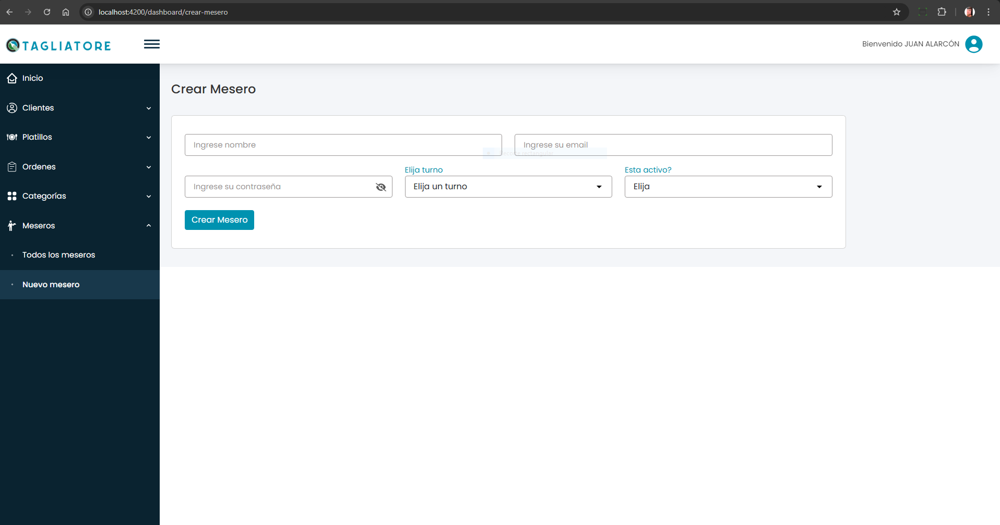 localhost:4200/dashboard/crear-mesero
TAGLIATORE
Bienvenido JUAN ALARCÓN
Inicio
Clientes
Platillos
Ordenes
Categorías
Meseros
Todos los meseros
Nuevo mesero
Crear Mesero
Ingrese nombre
Ingrese su email
Recorte rectangular
Elija turno
Esta activo?
Ingrese su contraseña
Elija un turno
Elija
Crear Mesero